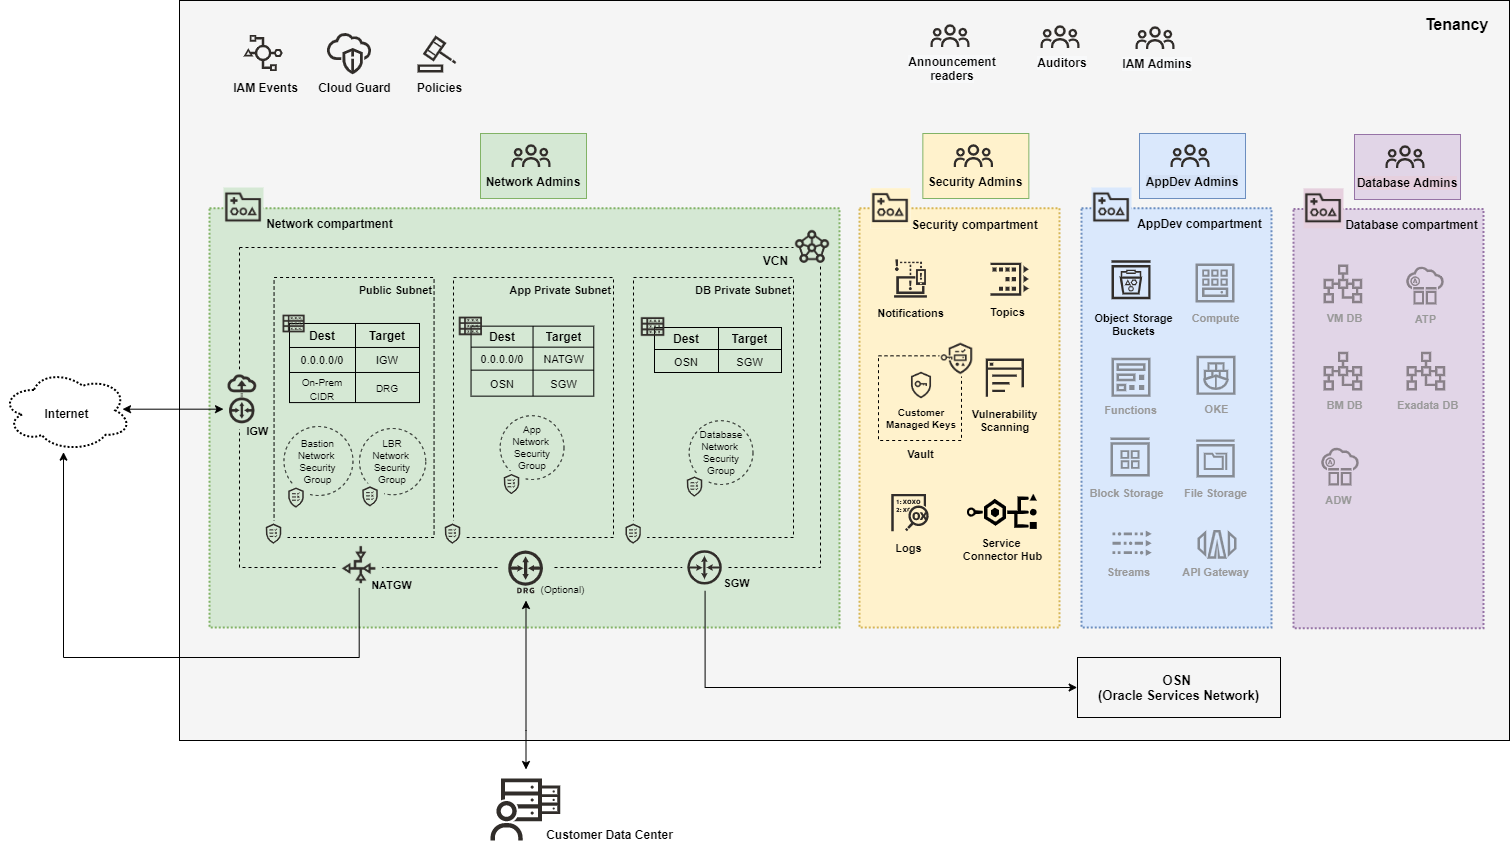 Tenancy
IAM Events
Cloud Guard
Policies
Announcement
readers
Auditors
IAM Admins
Network Admins
Security Admins
AppDev Admins
Database Admins
Network compartment
Security compartment
AppDev compartment
Database compartment
VCN
Public Subnet
Dest Target
0.0.0.0/0 IGW
On-Prem
CIDR
DRG
Bastion
Network
Security
Group
LBR
Network
Security
Group
App Private Subnet
Dest Target
0.0.0.0/0 NATGW
OSN SGW
App
Network
Security
Group
DB Private Subnet
Dest Target
OSN SGW
Database
Network
Security
Group
Internet
IGW
NATGW
DRG (Optional)
SGW
Notifications
Topics
Customer
Managed Keys
Vault
Vulnerability
Scanning
1: XOXO
2: X
OX
Logs
Service
Connector Hub
Object Storage
Buckets
Compute
Functions
OKE
Block Storage
File Storage
Streams
API Gateway
VM DB
A
ATP
BM DB
Exadata DB
A
ADW
OSN
(Oracle Services Network)
Customer Data Center